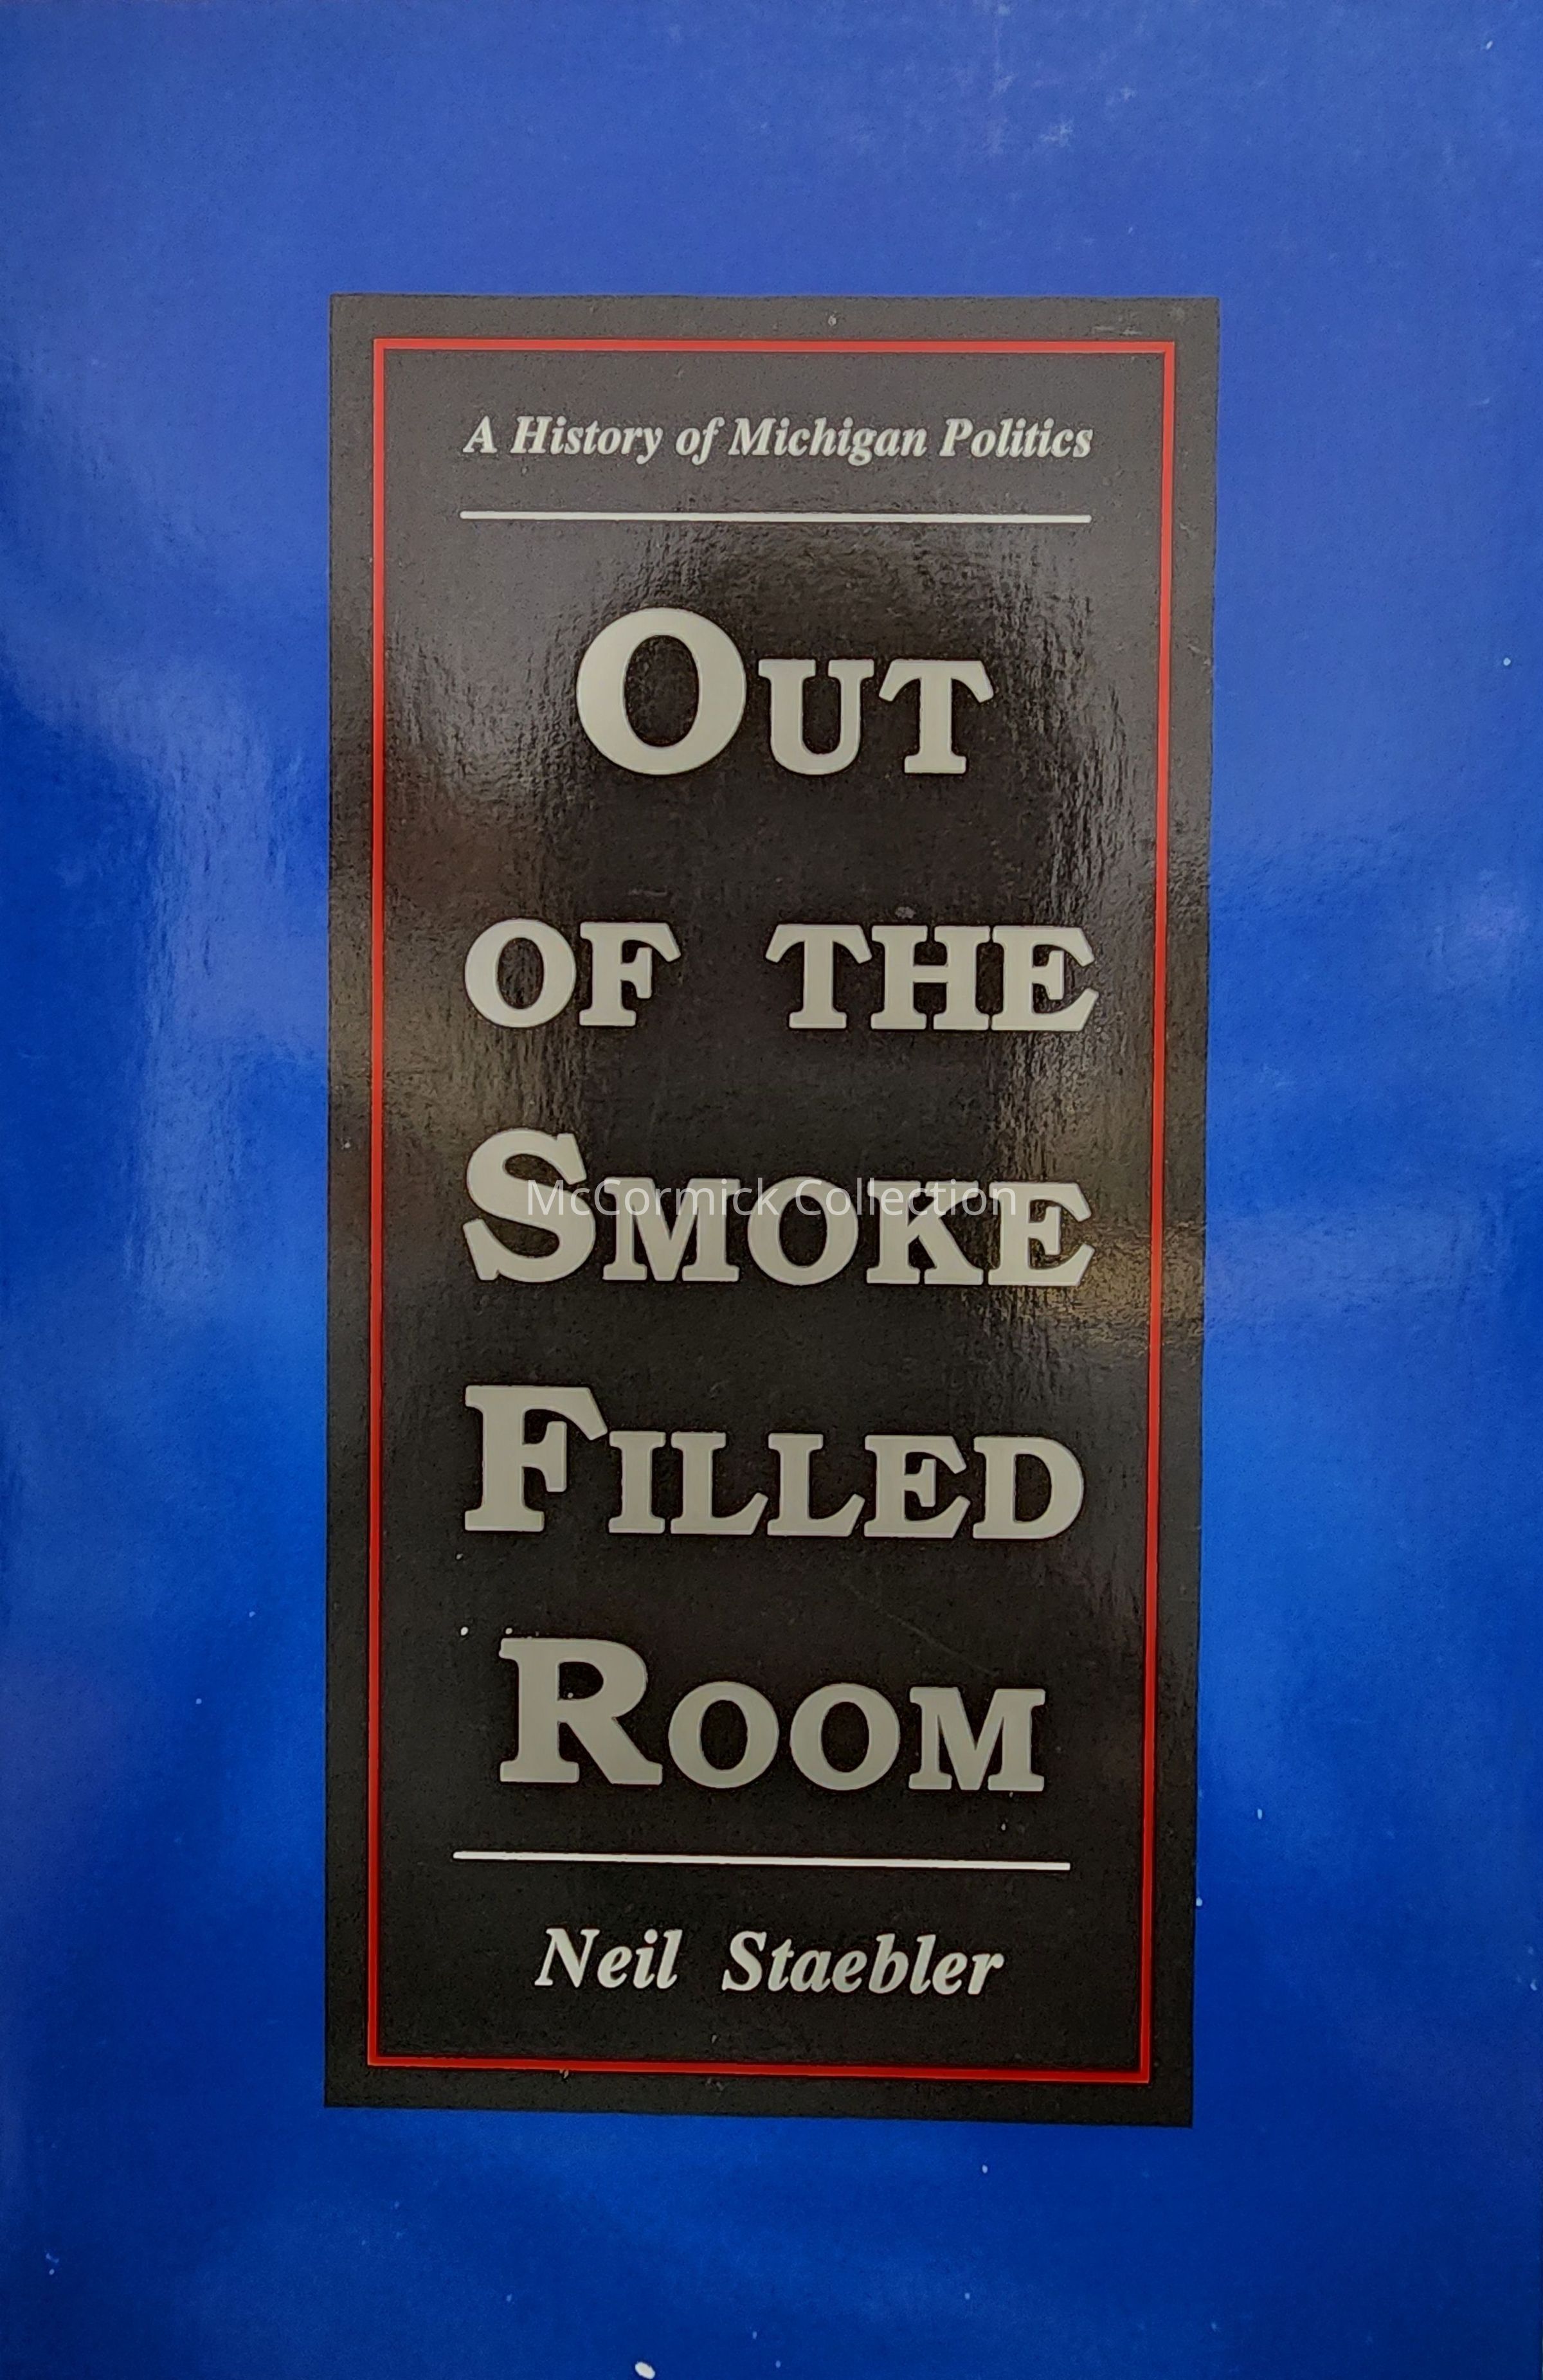 A History of Michigan Politics
OUT
OF THE
SMOKE
McCormick Collection
FILLED
ROOM
Neil Staebler